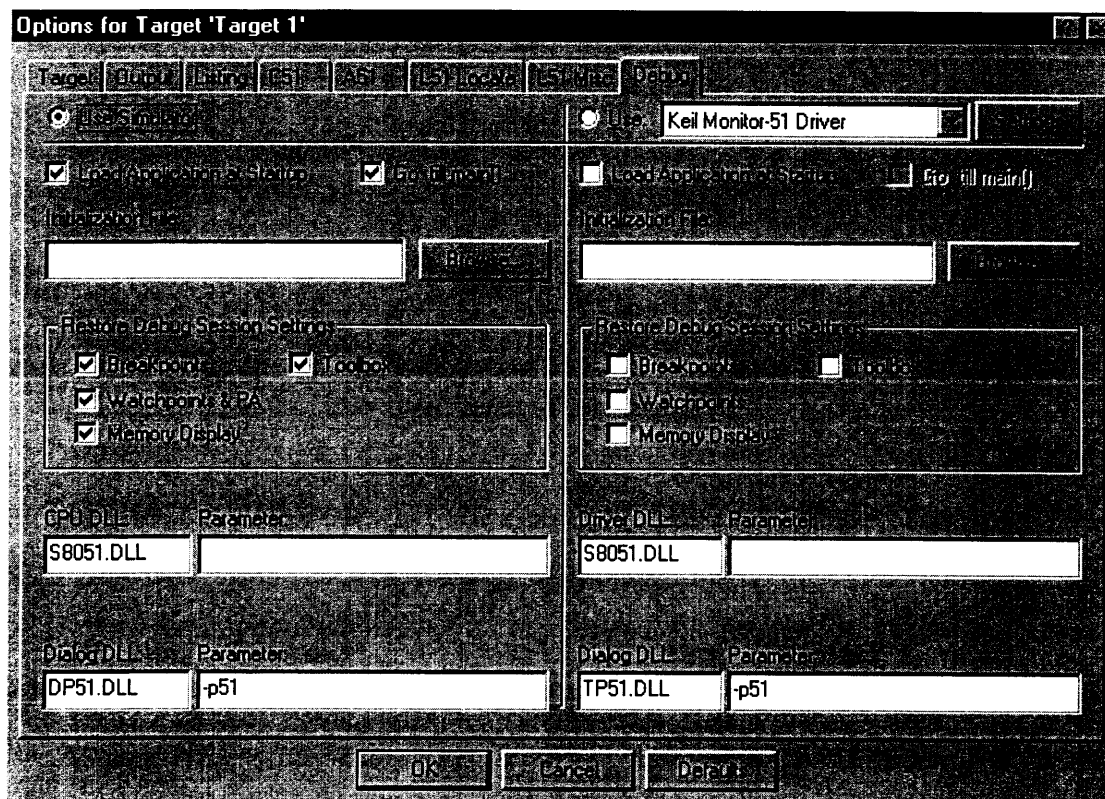 Options for Target 'Target 1'
Target Output Listing C51 A51 L51 Locate L51 Misc Debug
Use Simulator
Use Keil Monitor-51 Driver
Load Application at Startup Go till main()
Load Application at Startup Go till main()
Initialization File
Initialization File
Browse...
Restore Debug Session Settings
Restore Debug Session Settings
Breakpoints Toolbox
Breakpoints Toolbox
Watchpoints & PA
Watchpoints
Memory Display
Memory Display
CPU DLL Parameter
Driver DLL Parameter
S8051.DLL
S8051.DLL
Dialog DLL Parameter
Dialog DLL Parameter
DP51.DLL -p51
TP51.DLL -p51
OK Cancel Defaults